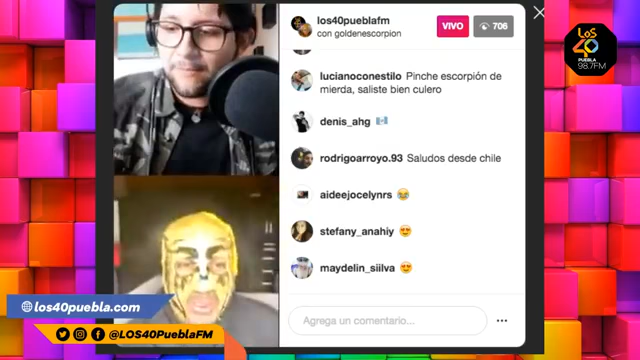 los40pueblafm
con goldenescorpion
VIVO
706
LOS
40
PUEBLA
98.7FM
lucianoconestilo Pinche escorpión de
mierda, saliste bien culero
denis_ahg
rodrigoarroyo.93 Saludos desde chile
aideejocelynrs
stefany_anahiy
maydelin_siilva
Agrega un comentario...
los40puebla.com
@LOS40PueblaFM